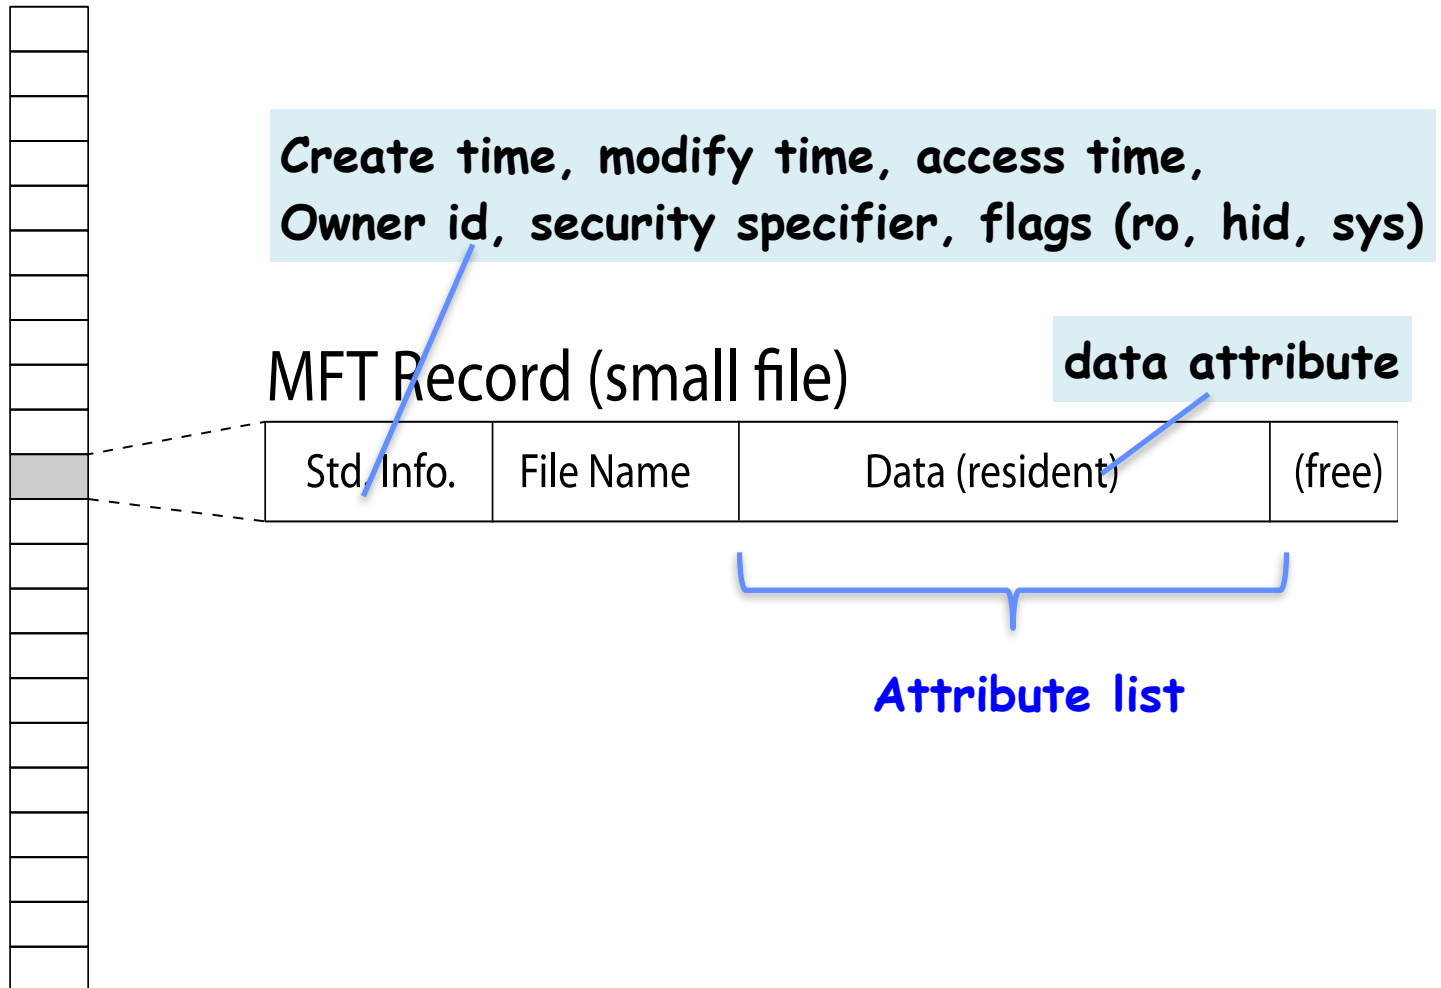 Create time, modify time, access time,
Owner id, security specifier, flags (ro, hid, sys)
MFT Record (small file)
data attribute
Std. Info.
File Name
Data (resident)
(free)
Attribute list